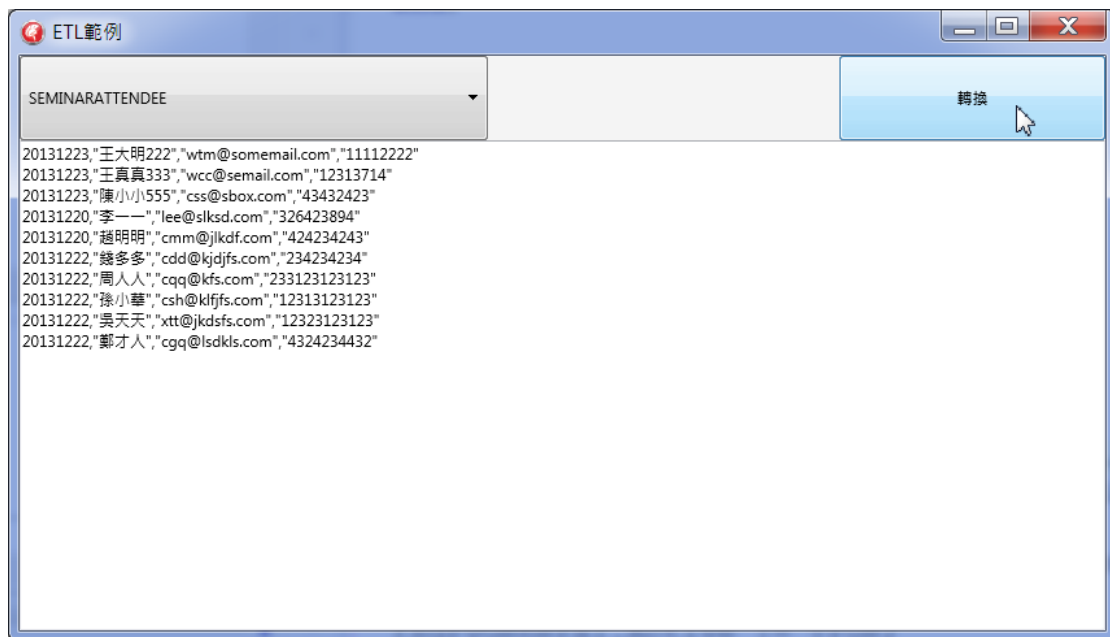 ETL範例
SEMINARATTENDEE
轉換
20131223,"王大明222","wtm@somemail.com","11112222"
20131223,"王真真333","wcc@semail.com","12313714"
20131223,"陳小小555","css@sbox.com","43432423"
20131220,"李一一","lee@slksd.com","326423894"
20131220,"趙明明","cmm@jlkdf.com","424234243"
20131222,"錢多多","cdd@kjdjfs.com","234234234"
20131222,"周人人","cqq@kfs.com","233123123123"
20131222,"孫小華","csh@klfjfs.com","12313123123"
20131222,"吳天天","xtt@jkdsfs.com","12323123123"
20131222,"鄭才人","cgq@lsdkls.com","4324234432"